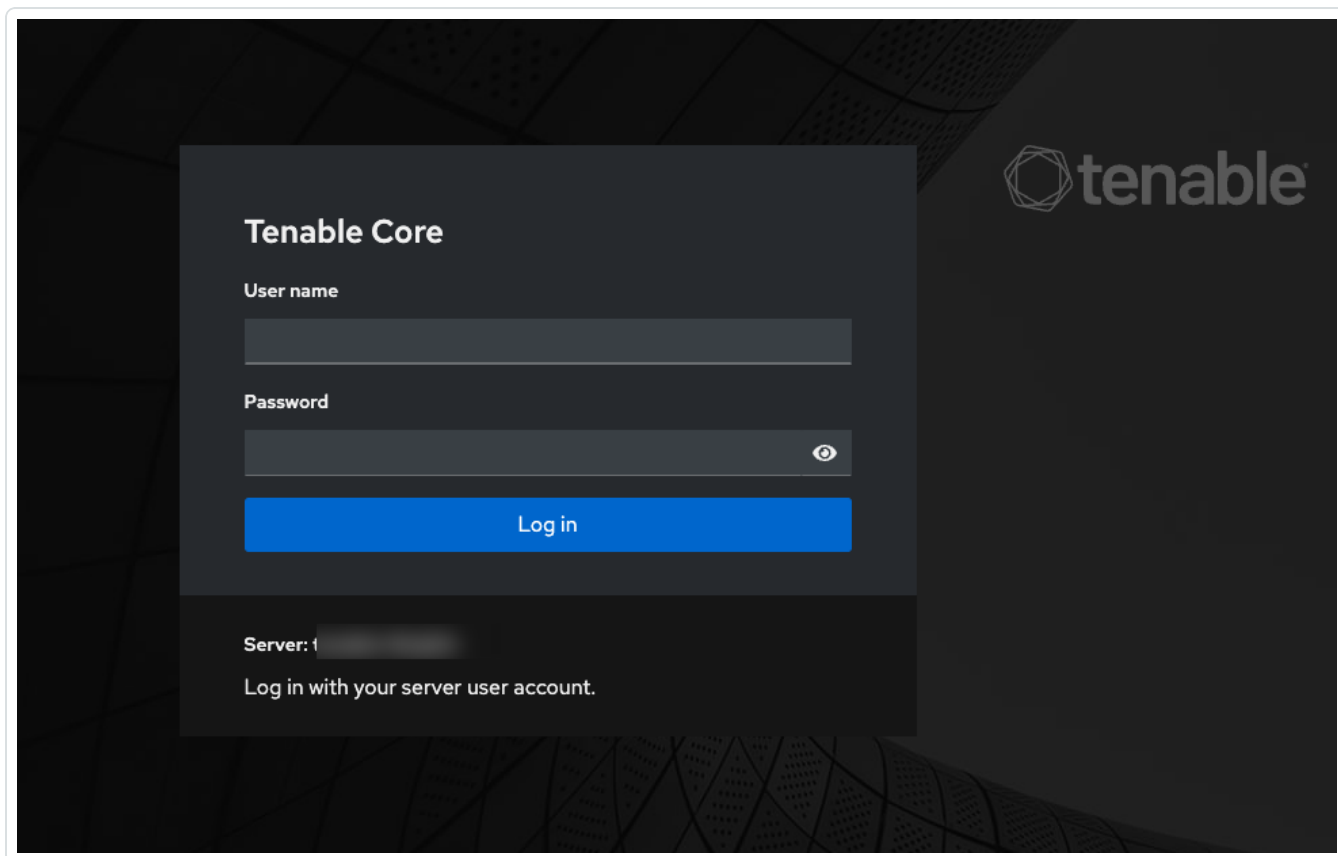 tenable
Tenable Core
User name
Password
Log in
Server:
Log in with your server user account.